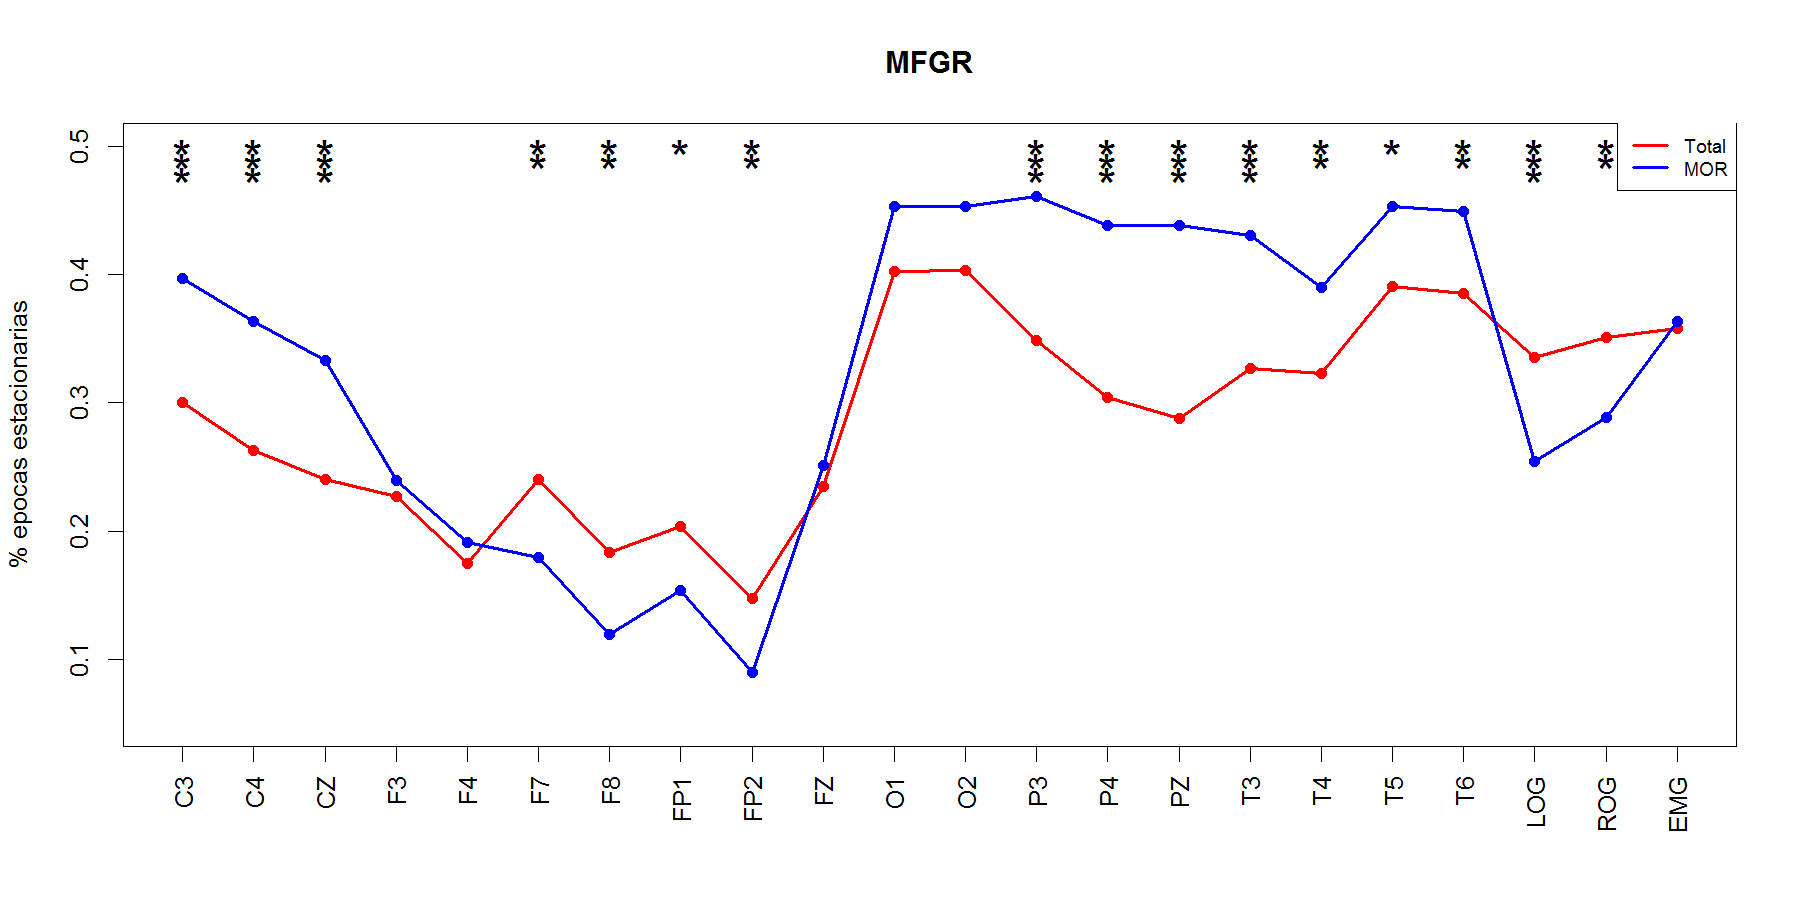 MFGR
% epocas estacionarias
0.5
0.4
0.3
0.2
0.1
*** *** *** ** ** * ** *** *** *** *** ** * ** *** **
Total
MOR
C3 C4 CZ F3 F4 F7 F8 FP1 FP2 FZ O1 O2 P3 P4 PZ T3 T4 T5 T6 LOG ROG EMG